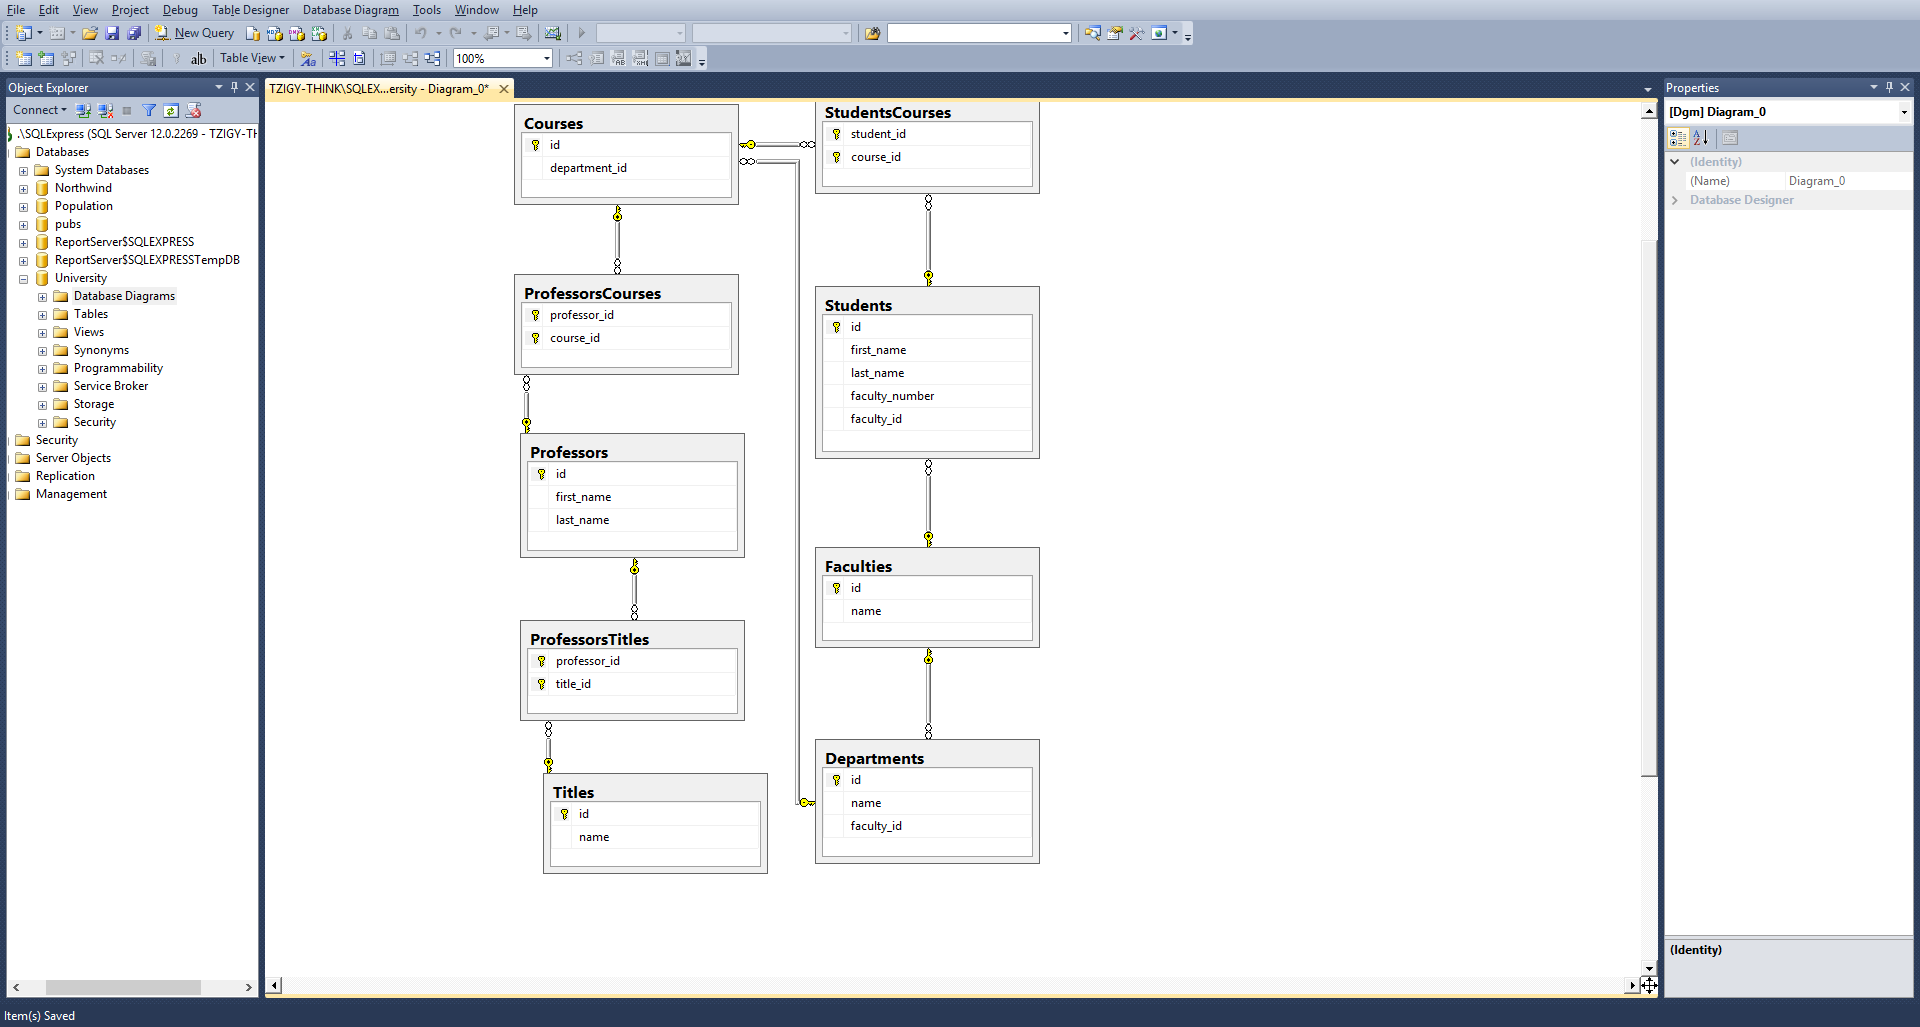 File Edit View Project Debug Table Designer Database Diagram Tools Window Help
New Query
ab Table View 100%
Object Explorer
Connect
.\SQLExpress (SQL Server 12.0.2269 - TZIGY-TH
Databases
System Databases
Northwind
Population
pubs
ReportServer$SQLEXPRESS
ReportServer$SQLEXPRESSTempDB
University
Database Diagrams
Tables
Views
Synonyms
Programmability
Service Broker
Storage
Security
Security
Server Objects
Replication
Management
TZIGY-THINK\SQLEX...ersity - Diagram_0*
Courses
id
department_id
ProfessorsCourses
professor_id
course_id
Professors
id
first_name
last_name
ProfessorsTitles
professor_id
title_id
Titles
id
name
StudentsCourses
student_id
course_id
Students
id
first_name
last_name
faculty_number
faculty_id
Faculties
id
name
Departments
id
name
faculty_id
Properties
[Dgm] Diagram_0
(Identity)
(Name) Diagram_0
Database Designer
(Identity)
Item(s) Saved